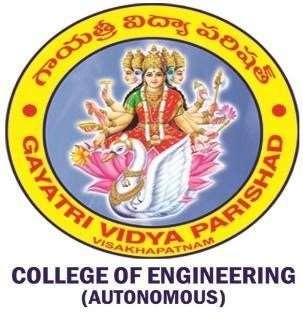 గాయత్రీ విద్యా పరిషత్
GAYATRI VIDYA PARISHAD
VISAKHAPATNAM
COLLEGE OF ENGINEERING
(AUTONOMOUS)